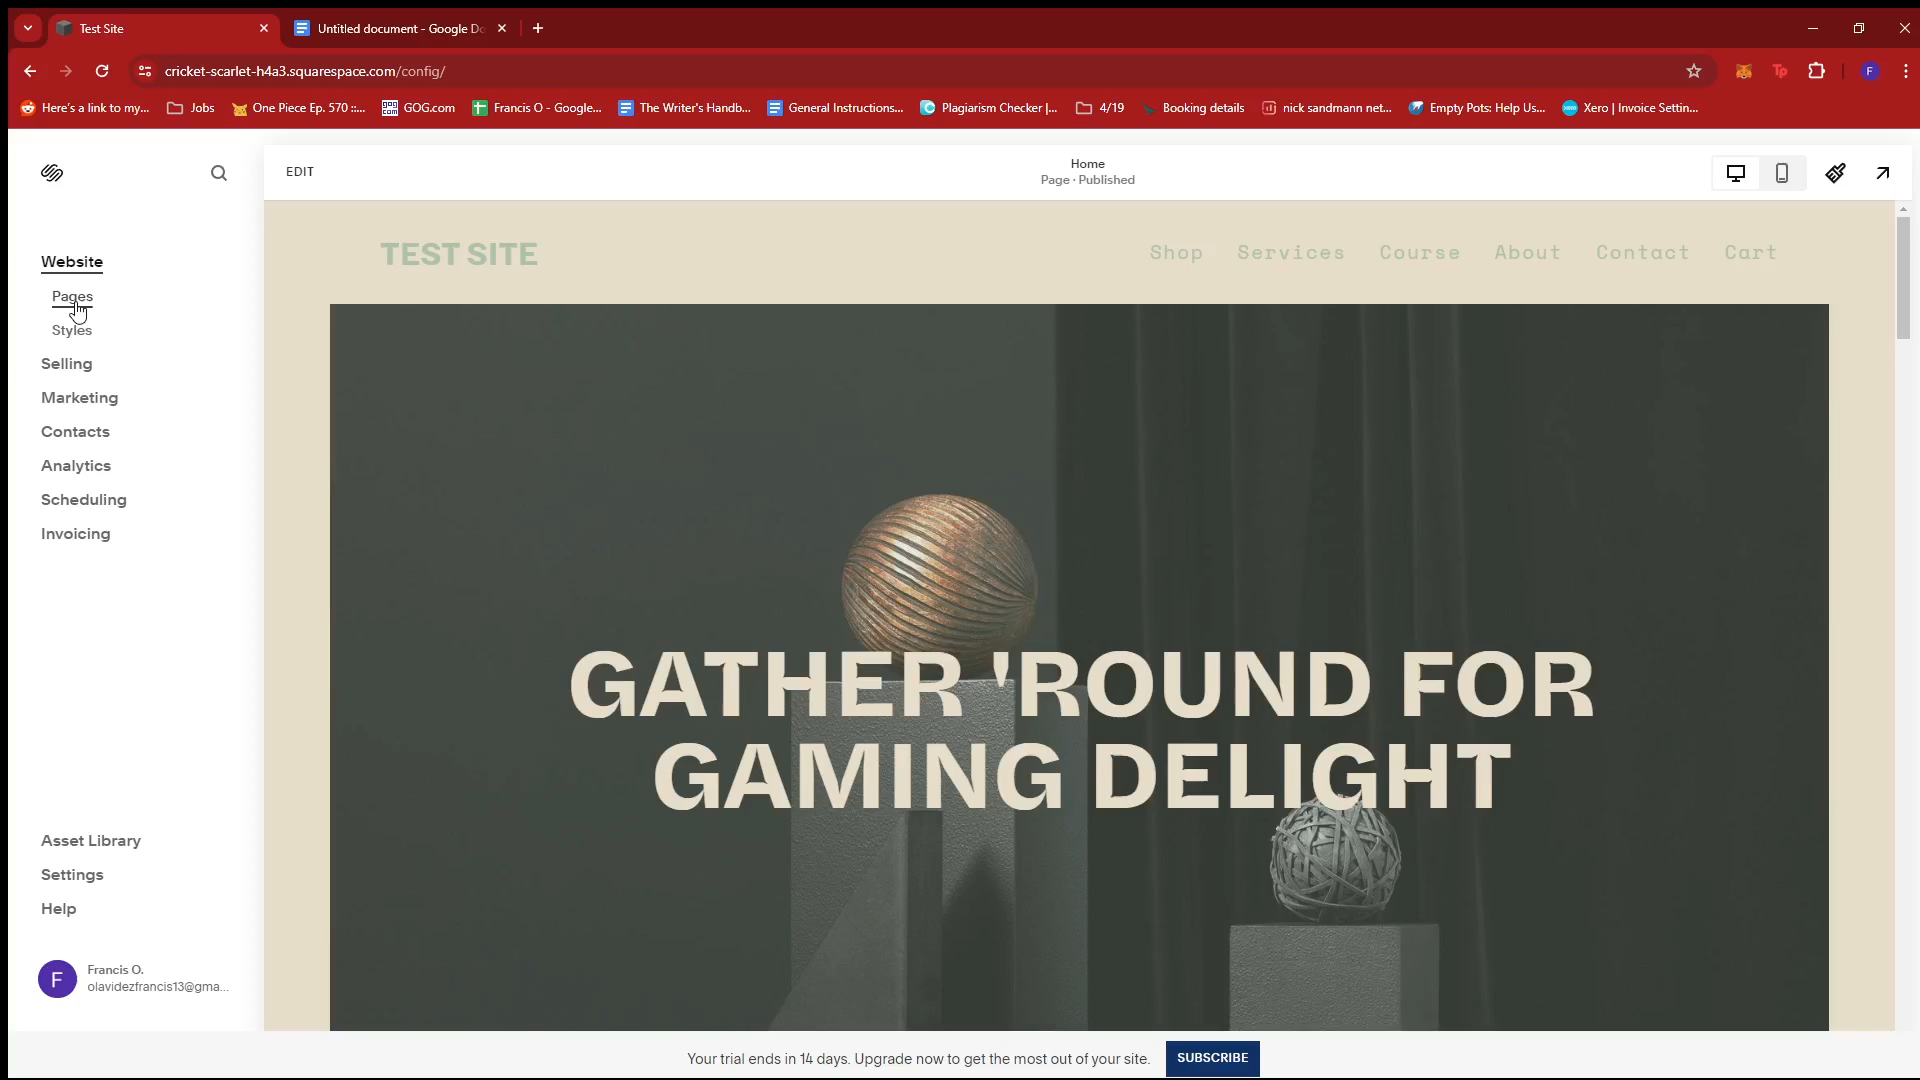 Test Site
Untitled document - Google Do
cricket-scarlet-h4a3.squarespace.com/config/
Here's a link to my...
Jobs
One Piece Ep. 570 ::...
GOG.com
Francis O - Google...
The Writer's Handb...
General Instructions...
Plagiarism Checker |...
4/19
Booking details
nick sandmann net...
Empty Pots: Help Us...
Xero | Invoice Settin...
EDIT
Home
Page · Published
Website
Pages
Styles
Selling
Marketing
Contacts
Analytics
Scheduling
Invoicing
Asset Library
Settings
Help
F
Francis O.
olavidezfrancis13@gma...
TEST SITE
Shop Services Course About Contact Cart
GATHER 'ROUND FOR
GAMING DELIGHT
Your trial ends in 14 days. Upgrade now to get the most out of your site.
SUBSCRIBE